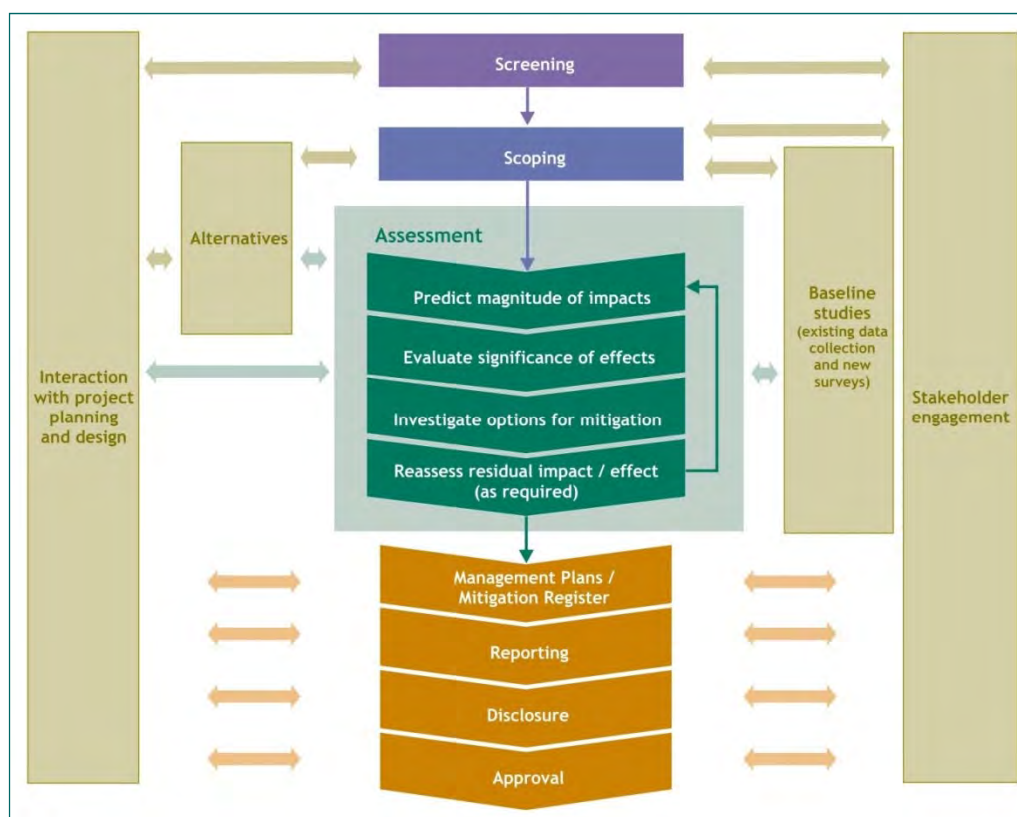 Screening
Scoping
Alternatives
Assessment
Predict magnitude of impacts
Evaluate significance of effects
Investigate options for mitigation
Reassess residual impact / effect
(as required)
Interaction
with project
planning
and design
Baseline
studies
(existing data
collection
and new
surveys)
Stakeholder
engagement
Management Plans /
Mitigation Register
Reporting
Disclosure
Approval